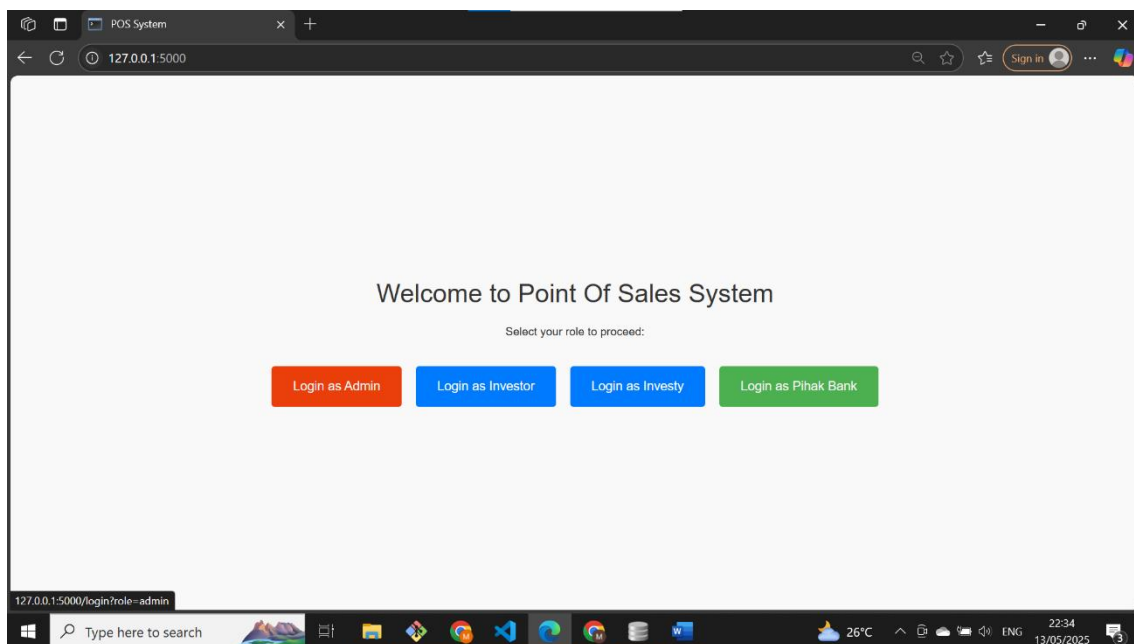 POS System
127.0.0.1:5000
Sign in
Welcome to Point Of Sales System
Select your role to proceed:
Login as Admin
Login as Investor
Login as Investy
Login as Pihak Bank
127.0.0.1:5000/login?role=admin
Type here to search
26°C
ENG
22:34
13/05/2025
3